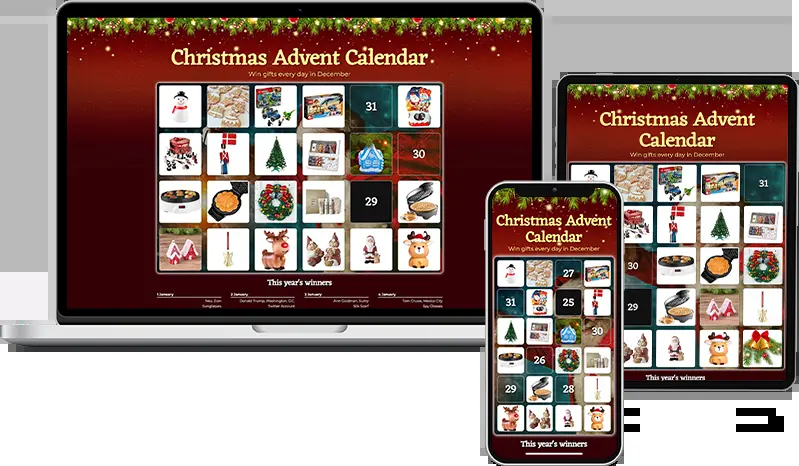 Christmas Advent Calendar
Win gifts every day in December
31
30
29
This year's winners
1 January
2 January
3 January
4 January
Neo, Zion
Donald Trump, Washington, D.C.
Ann Goldman, Surry
Tom Cruise, Mexico City
Sunglasses
Twitter Account
Silk Scarf
Spy Glasses
Christmas Advent
Calendar
Win gifts every day in December
31
30
29
This year's winners
Christmas Advent
Calendar
Win gifts every day in December
27
31
25
30
26
29
28
This year's winners